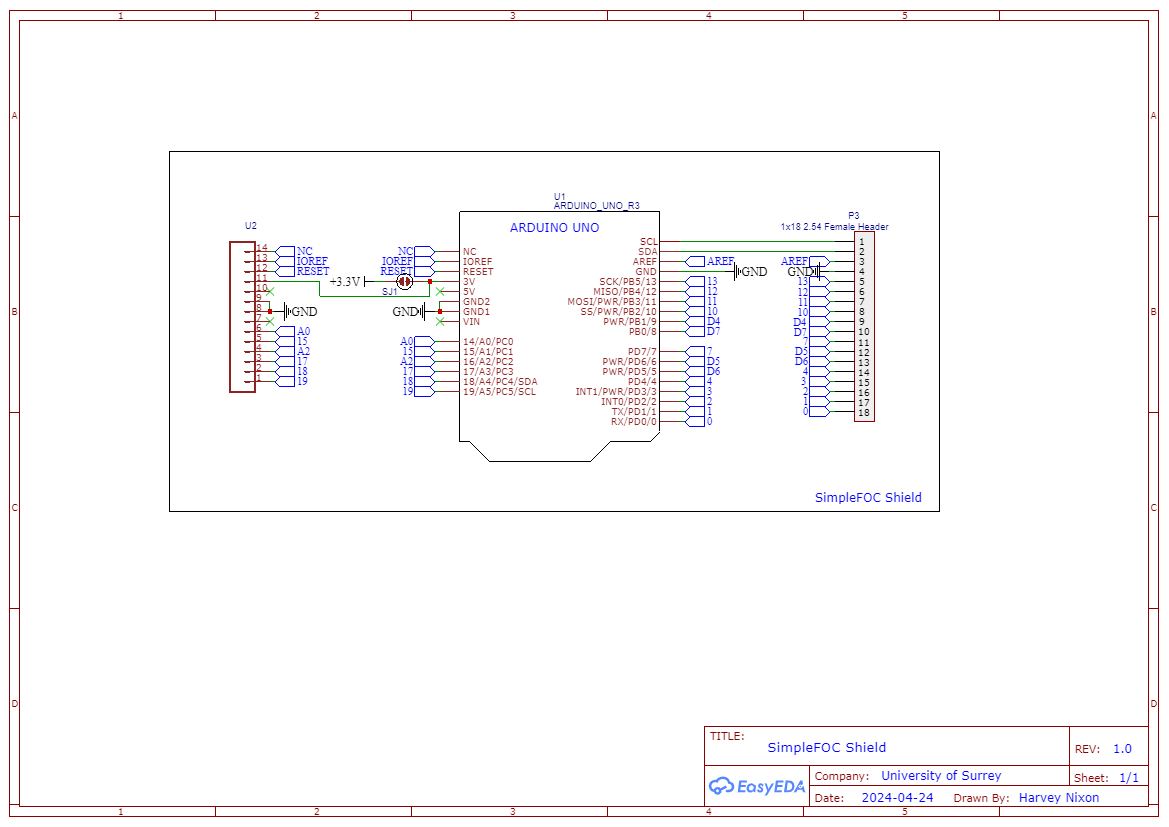 1 2 3 4 5
A A
B B
C C
D D
U1
ARDUINO_UNO_R3
ARDUINO UNO
U2
14 NC
13 IOREF
12 RESET
11
10
9
8 GND
7
6 A0
5 15
4 A2
3 17
2 18
1 19
+3.3V
SJ1
NC NC
IOREF IOREF
RESET RESET
3V
5V
GND2
GND GND1
VIN
A0 14/A0/PC0
15 15/A1/PC1
A2 16/A2/PC2
17 17/A3/PC3
18 18/A4/PC4/SDA
19 19/A5/PC5/SCL
SCL
SDA
AREF AREF
GND GND
SCK/PB5/13 13
MISO/PB4/12 12
MOSI/PWR/PB3/11 11
SS/PWR/PB2/10 10
PWR/PB1/9 D4
PB0/8 D7
PD7/7 7
PWR/PD6/6 D5
PWR/PD5/5 D6
PD4/4 4
INT1/PWR/PD3/3 3
INT0/PD2/2 2
TX/PD1/1 1
RX/PD0/0 0
P3
1x18 2.54 Female Header
1
2
AREF 3
GND 4
13 5
12 6
11 7
10 8
D4 9
D7 10
7 11
D5 12
D6 13
4 14
3 15
2 16
1 17
0 18
SimpleFOC Shield
TITLE:
SimpleFOC Shield
REV: 1.0
EasyEDA
Company: University of Surrey
Sheet: 1/1
Date: 2024-04-24 Drawn By: Harvey Nixon
1 2 3 4 5